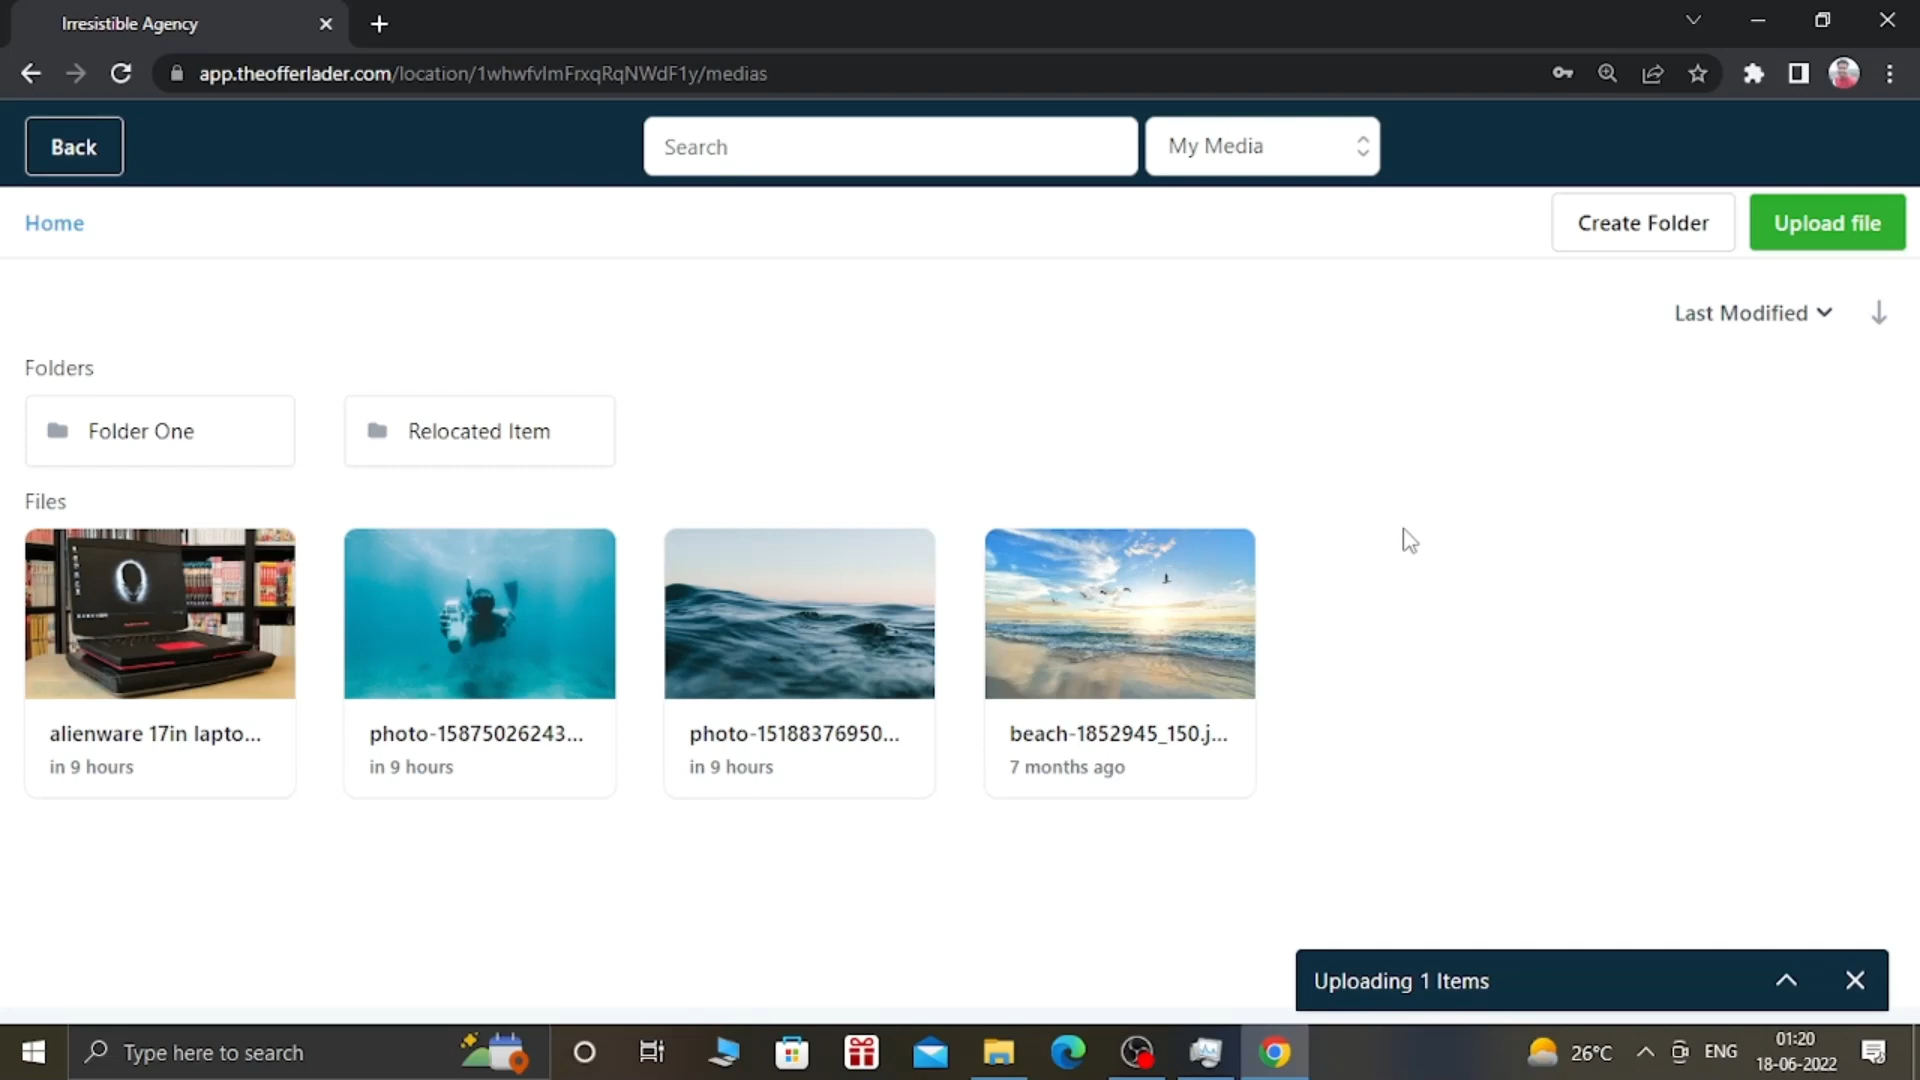 Irresistible Agency
app.theofferlader.com/location/1whwfvlmFrxqRqNWdF1y/medias
Back
Search
My Media
Home
Create Folder
Upload file
Last Modified
Folders
Folder One
Relocated Item
Files
alienware 17in lapto...
photo-15875026243...
photo-15188376950...
beach-1852945_150.j...
in 9 hours
in 9 hours
in 9 hours
7 months ago
Uploading 1 Items
Type here to search
26°C
ENG
01:20
18-06-2022